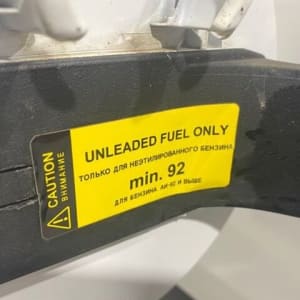 CAUTION
ВНИМАНИЕ
UNLEADED FUEL ONLY
ТОЛЬКО ДЛЯ НЕЭТИЛИРОВАННОГО БЕНЗИНА
min. 92
ДЛЯ БЕНЗИНА АИ-92 И ВЫШЕ